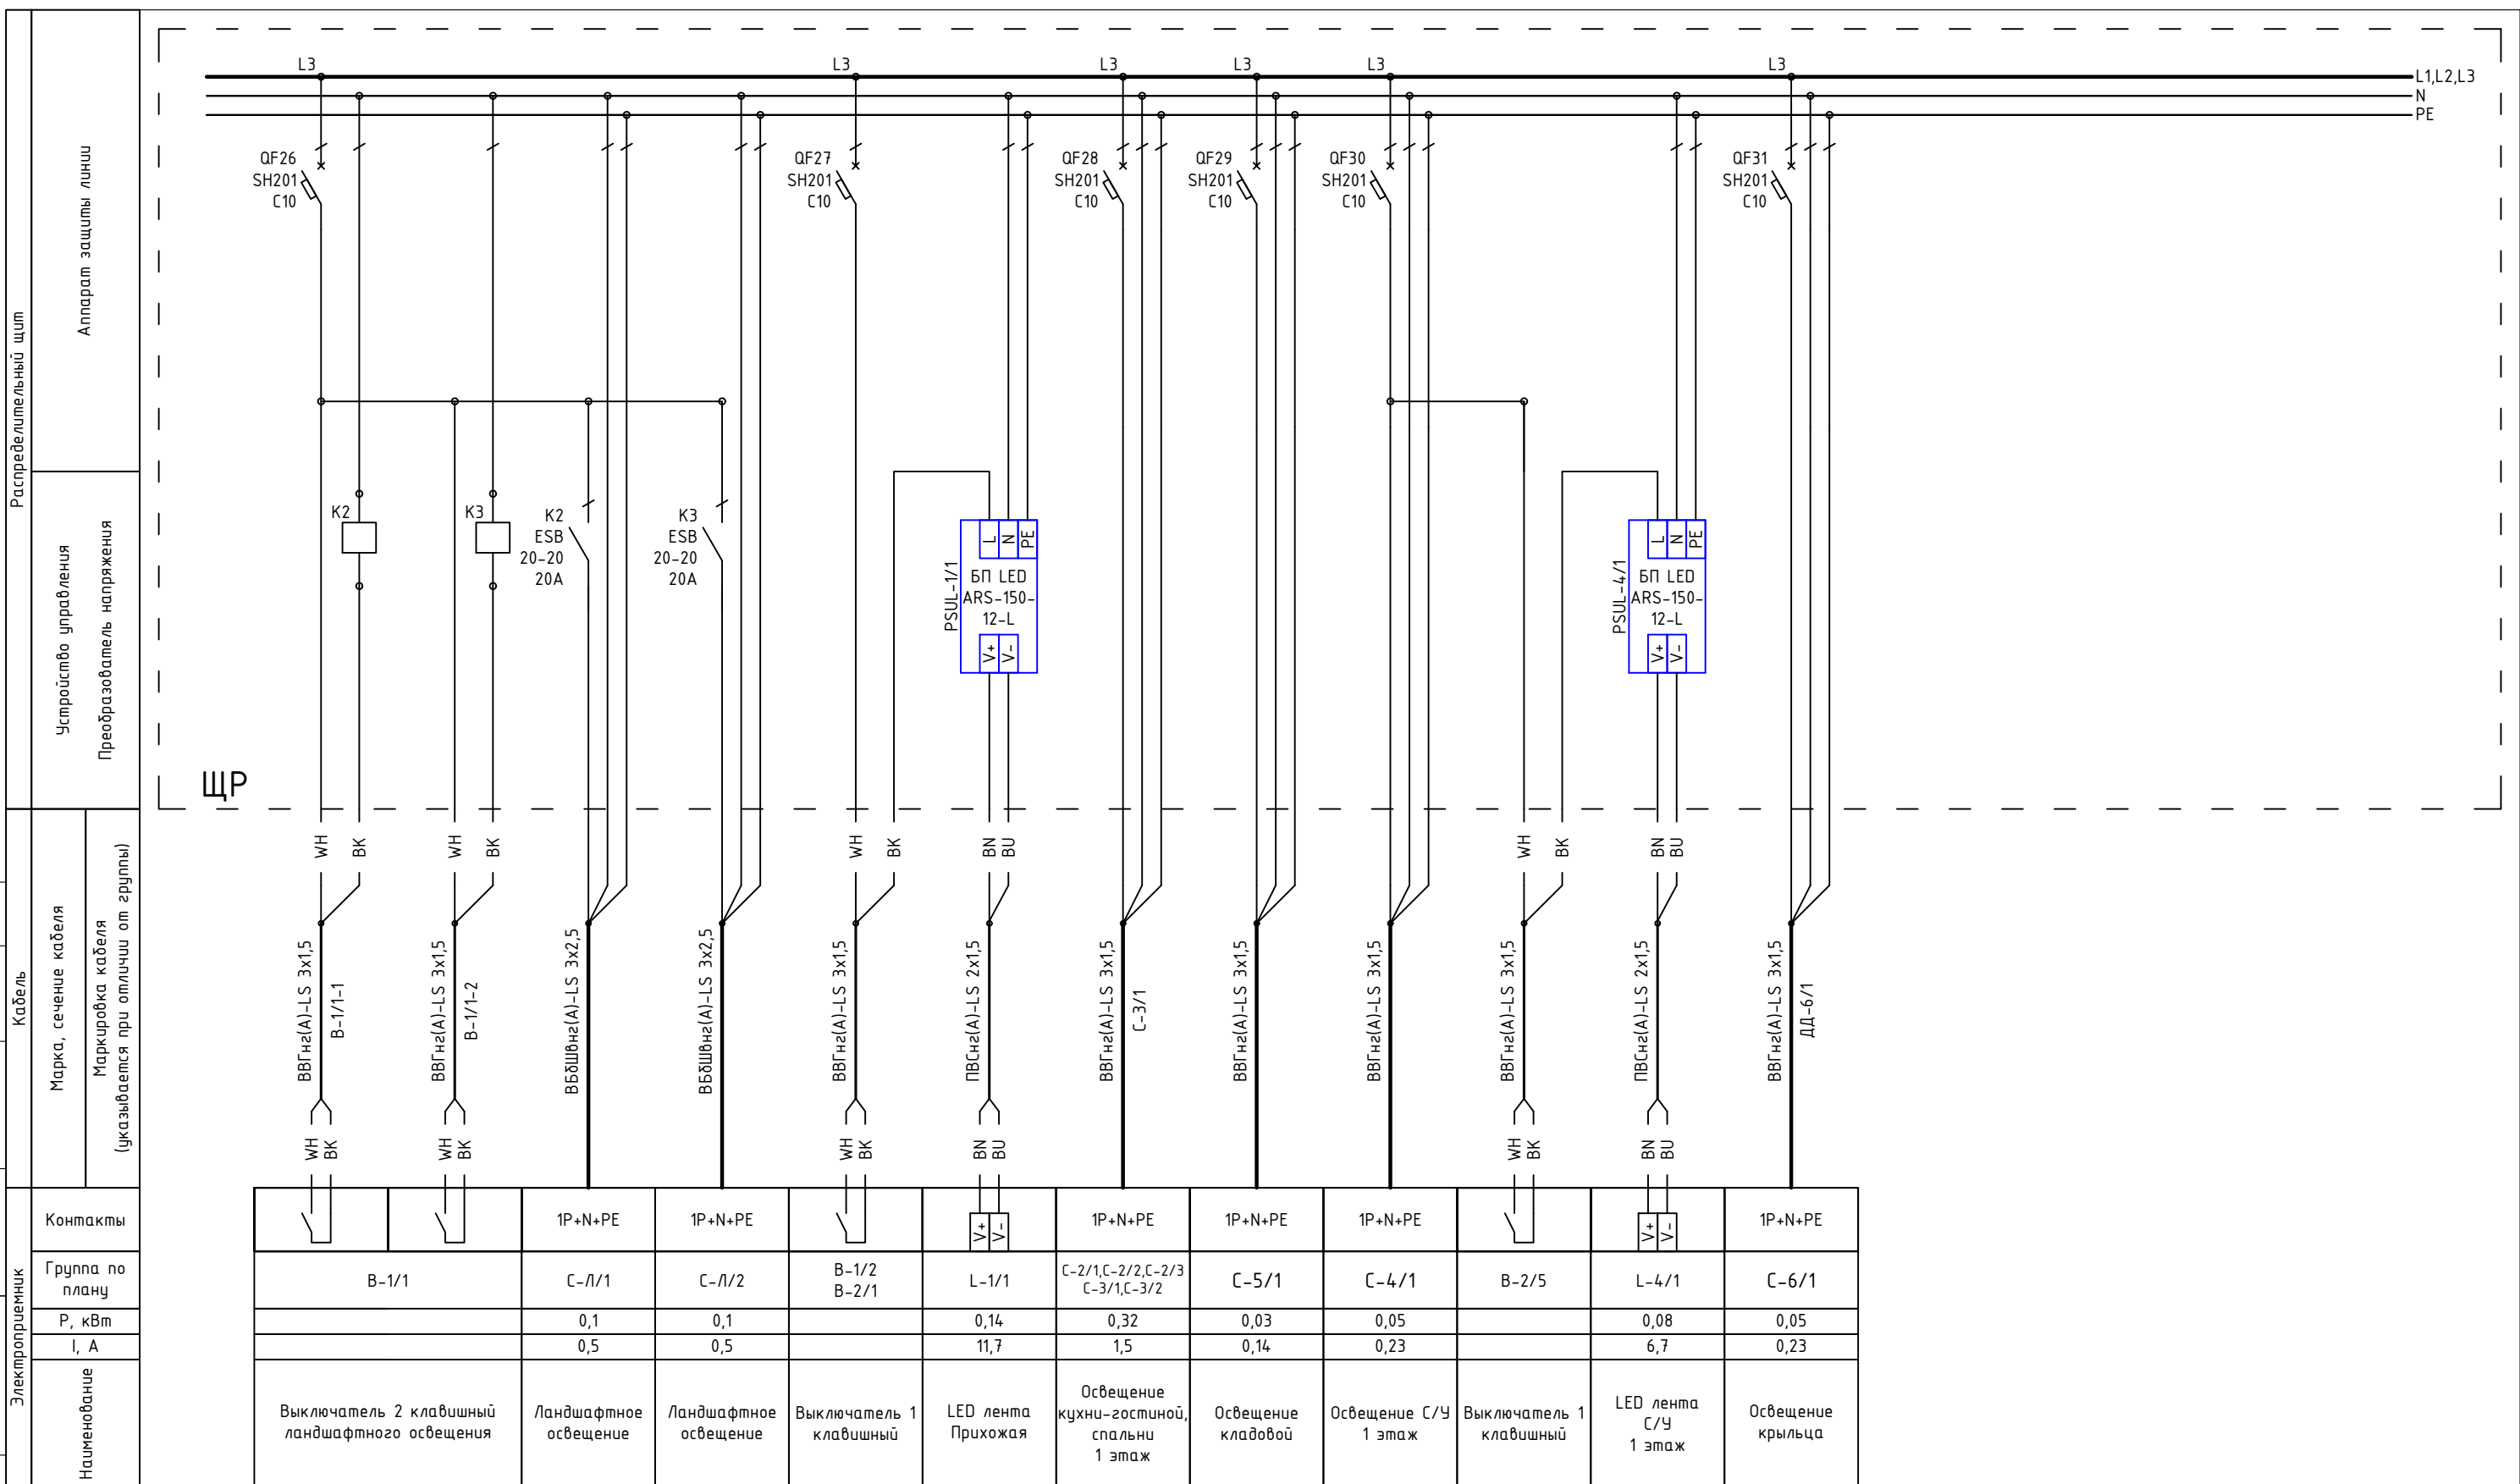 L3
L3
L3
L3
L3
L3
L1,L2,L3
N
PE
QF26
SH201
C10
QF27
SH201
C10
QF28
SH201
C10
QF29
SH201
C10
QF30
SH201
C10
QF31
SH201
C10
Распределительный щит
Аппарат защиты линии
Устройство управления
Преобразователь напряжения
K2
K3
K2
ESB
20-20
20A
K3
ESB
20-20
20A
PSUL-1/1
L
N
PE
БП LED
ARS-150-
12-L
V+
V-
PSUL-4/1
L
N
PE
БП LED
ARS-150-
12-L
V+
V-
ЩР
Кабель
Марка, сечение кабеля
Маркировка кабеля
(указывается при отличии от группы)
WH
BK
WH
BK
WH
BK
BN
BU
WH
BK
BN
BU
ВВГнг(А)-LS 3х1,5
В-1/1-1
ВВГнг(А)-LS 3х1,5
В-1/1-2
ВБбШвнг(А)-LS 3х2,5
ВБбШвнг(А)-LS 3х2,5
ВВГнг(А)-LS 3х1,5
ПВСнг(А)-LS 2х1,5
ВВГнг(А)-LS 3х1,5
С-3/1
ВВГнг(А)-LS 3х1,5
ВВГнг(А)-LS 3х1,5
ВВГнг(А)-LS 3х1,5
ПВСнг(А)-LS 2х1,5
ВВГнг(А)-LS 3х1,5
ДД-6/1
WH
BK
WH
BK
WH
BK
BN
BU
WH
BK
BN
BU
Электроприемник
Контакты
1P+N+PE
1P+N+PE
V+
V-
1P+N+PE
1P+N+PE
1P+N+PE
V+
V-
1P+N+PE
Группа по
плану
В-1/1
С-Л/1
С-Л/2
В-1/2
В-2/1
L-1/1
С-2/1,С-2/2,С-2/3
С-3/1,С-3/2
С-5/1
С-4/1
В-2/5
L-4/1
С-6/1
Р, кВт
0,1
0,1
0,14
0,32
0,03
0,05
0,08
0,05
I, А
0,5
0,5
11,7
1,5
0,14
0,23
6,7
0,23
Наименование
Выключатель 2 клавишный
ландшафтного освещения
Ландшафтное
освещение
Ландшафтное
освещение
Выключатель 1
клавишный
LED лента
Прихожая
Освещение
кухни-гостиной,
спальни
1 этаж
Освещение
кладовой
Освещение С/У
1 этаж
Выключатель 1
клавишный
LED лента
С/У
1 этаж
Освещение
крыльца